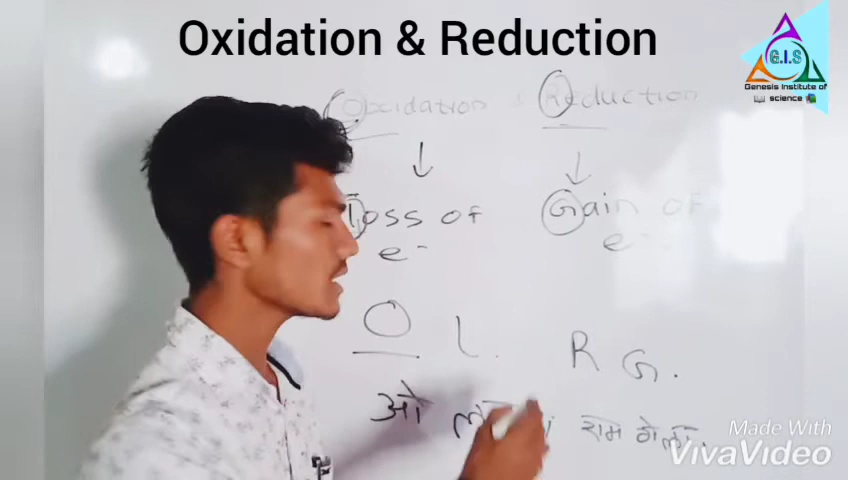 Oxidation & Reduction
G.I.S
Genesis Institute of
science
Oxidation & Reduction
Loss of Gain of
e⁻ e⁻
O L. R G.
ओ राम
Made With
VivaVideo